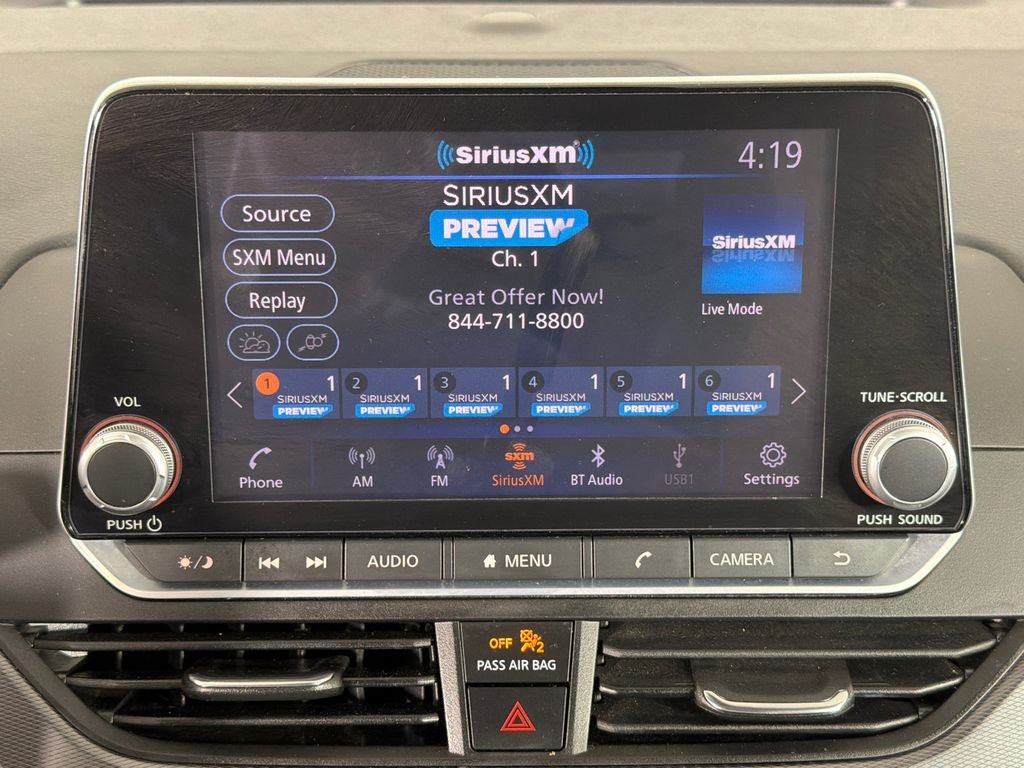 SiriusXM
4:19
SIRIUSXM
PREVIEW
Ch. 1
Great Offer Now!
844-711-8800
Source
SXM Menu
Replay
SiriusXM
Live Mode
1 1 SIRIUSXM PREVIEW
2 1 SIRIUSXM PREVIEW
3 1 SIRIUSXM PREVIEW
4 1 SIRIUSXM PREVIEW
5 1 SIRIUSXM PREVIEW
6 1 SIRIUSXM PREVIEW
sxm
Phone AM FM SiriusXM BT Audio USB1 Settings
VOL
PUSH
TUNE·SCROLL
PUSH SOUND
AUDIO MENU CAMERA
OFF 2
PASS AIR BAG